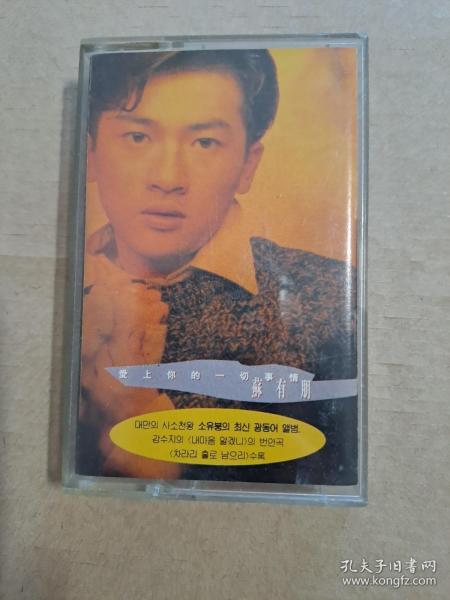 愛上你的一切事情
蘇有朋
대만의 사소천왕 소유붕의 최신 광동어 앨범.
강수지의 〈내마음 알겠니〉의 번안곡
〈차라리 홀로 남으리〉수록
孔夫子旧书网
www.kongfz.com